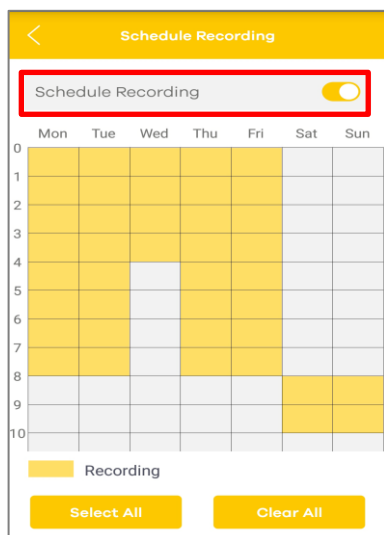 Schedule Recording
Schedule Recording
Mon Tue Wed Thu Fri Sat Sun
0
1
2
3
4
5
6
7
8
9
10
Recording
Select All Clear All